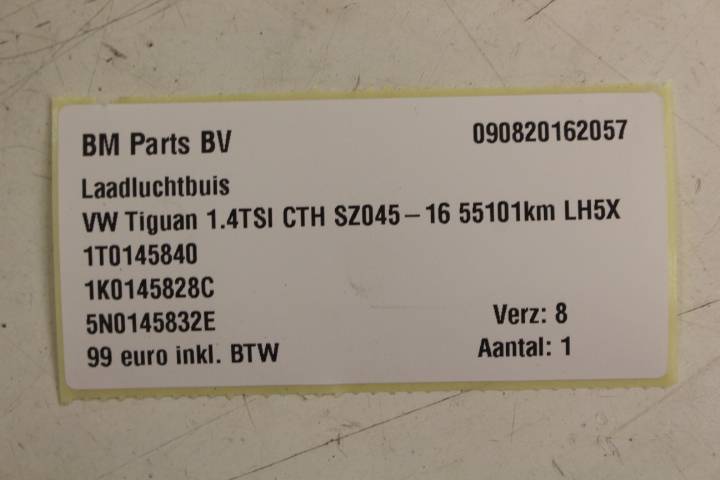 BM Parts BV 090820162057
Laadluchtbuis
VW Tiguan 1.4TSI CTH SZ045-16 55101km LH5X
1T0145840
1K0145828C
5N0145832E Verz: 8
99 euro inkl. BTW Aantal: 1